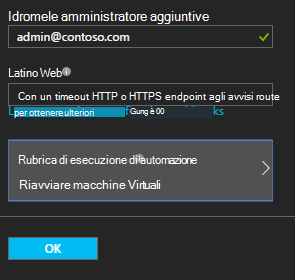 Idromele amministratore aggiuntive
admin@contoso.com
Latino Web
Con un timeout HTTP o HTTPS endpoint agli avvisi route
per ottenere ulteriori Gung è 00 ks
Rubrica di esecuzione di automazione
Riavviare macchine Virtuali
OK